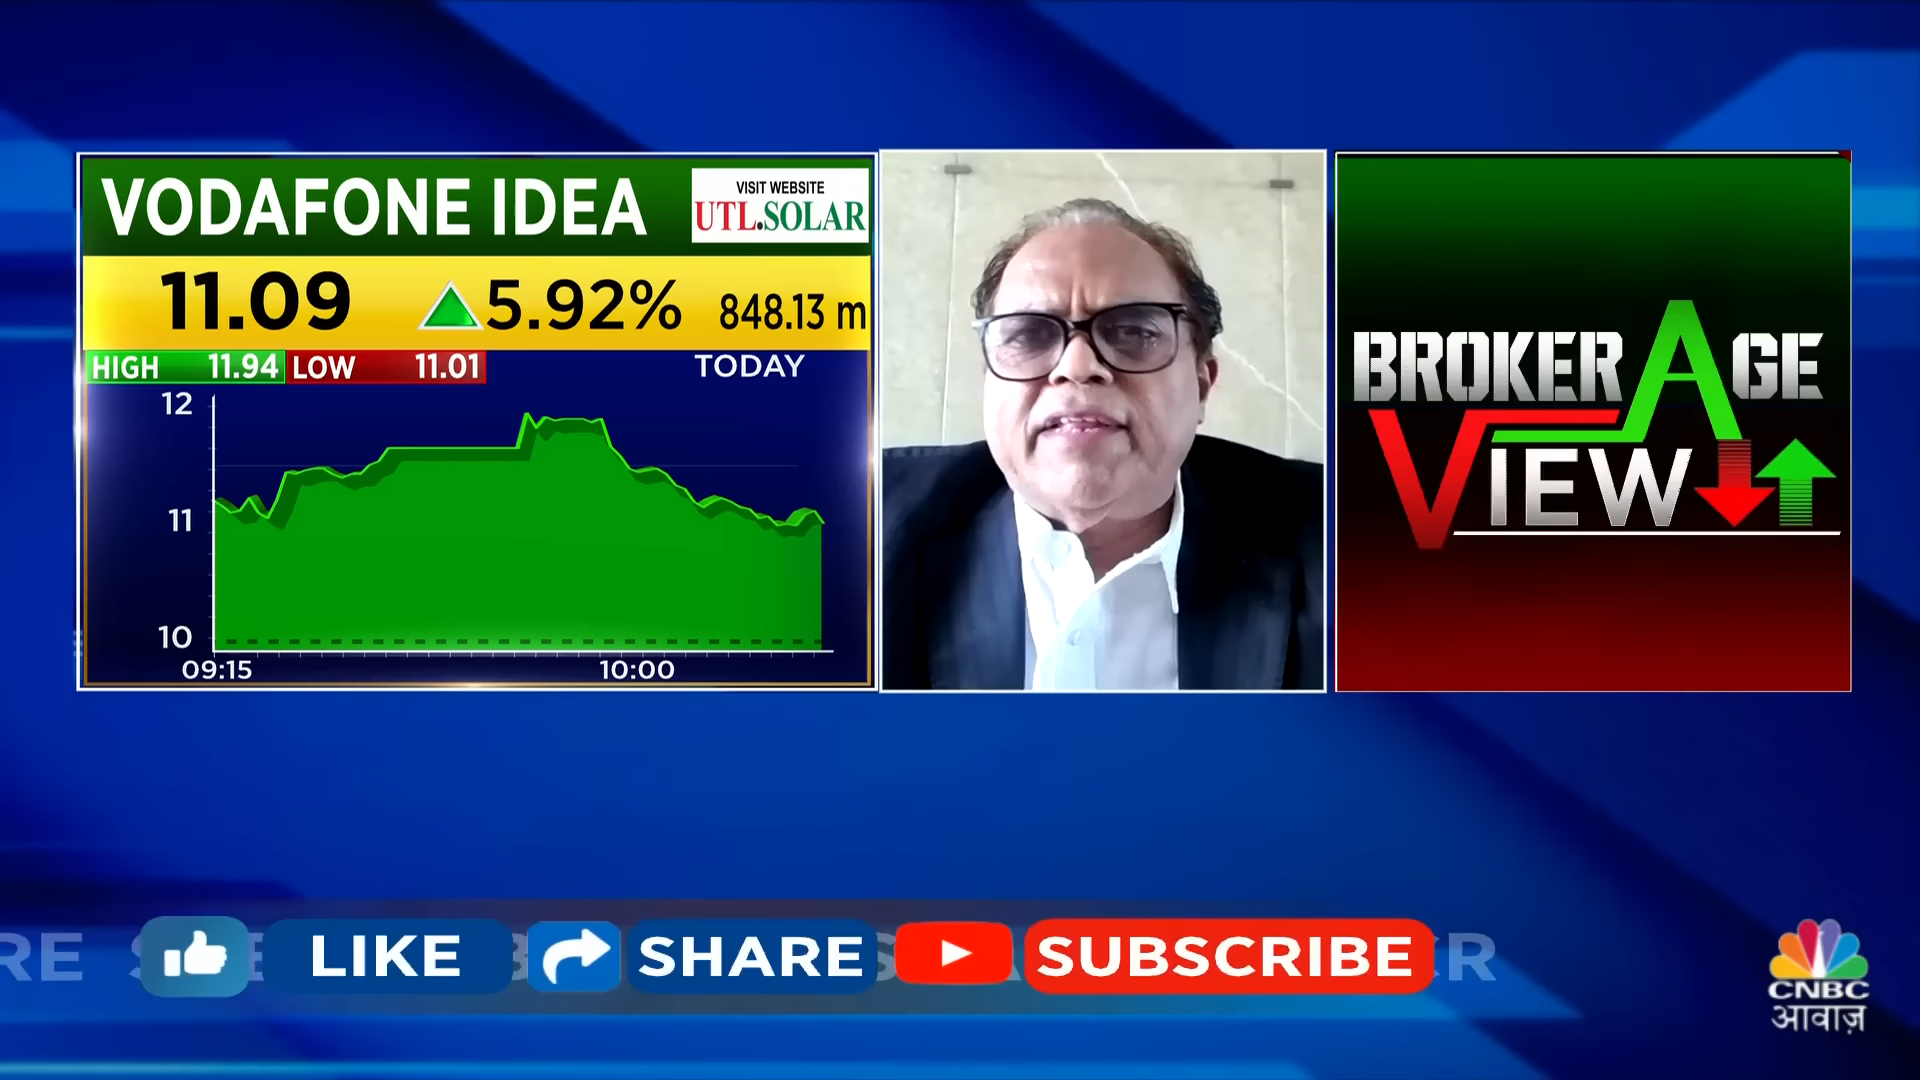 VODAFONE IDEA
VISIT WEBSITE
UTL.SOLAR
11.09 5.92% 848.13 m
HIGH 11.94 LOW 11.01 TODAY
12
11
10
09:15 10:00
BROKERAGE
VIEW
LIKE SHARE SUBSCRIBE
CNBC
आवाज़